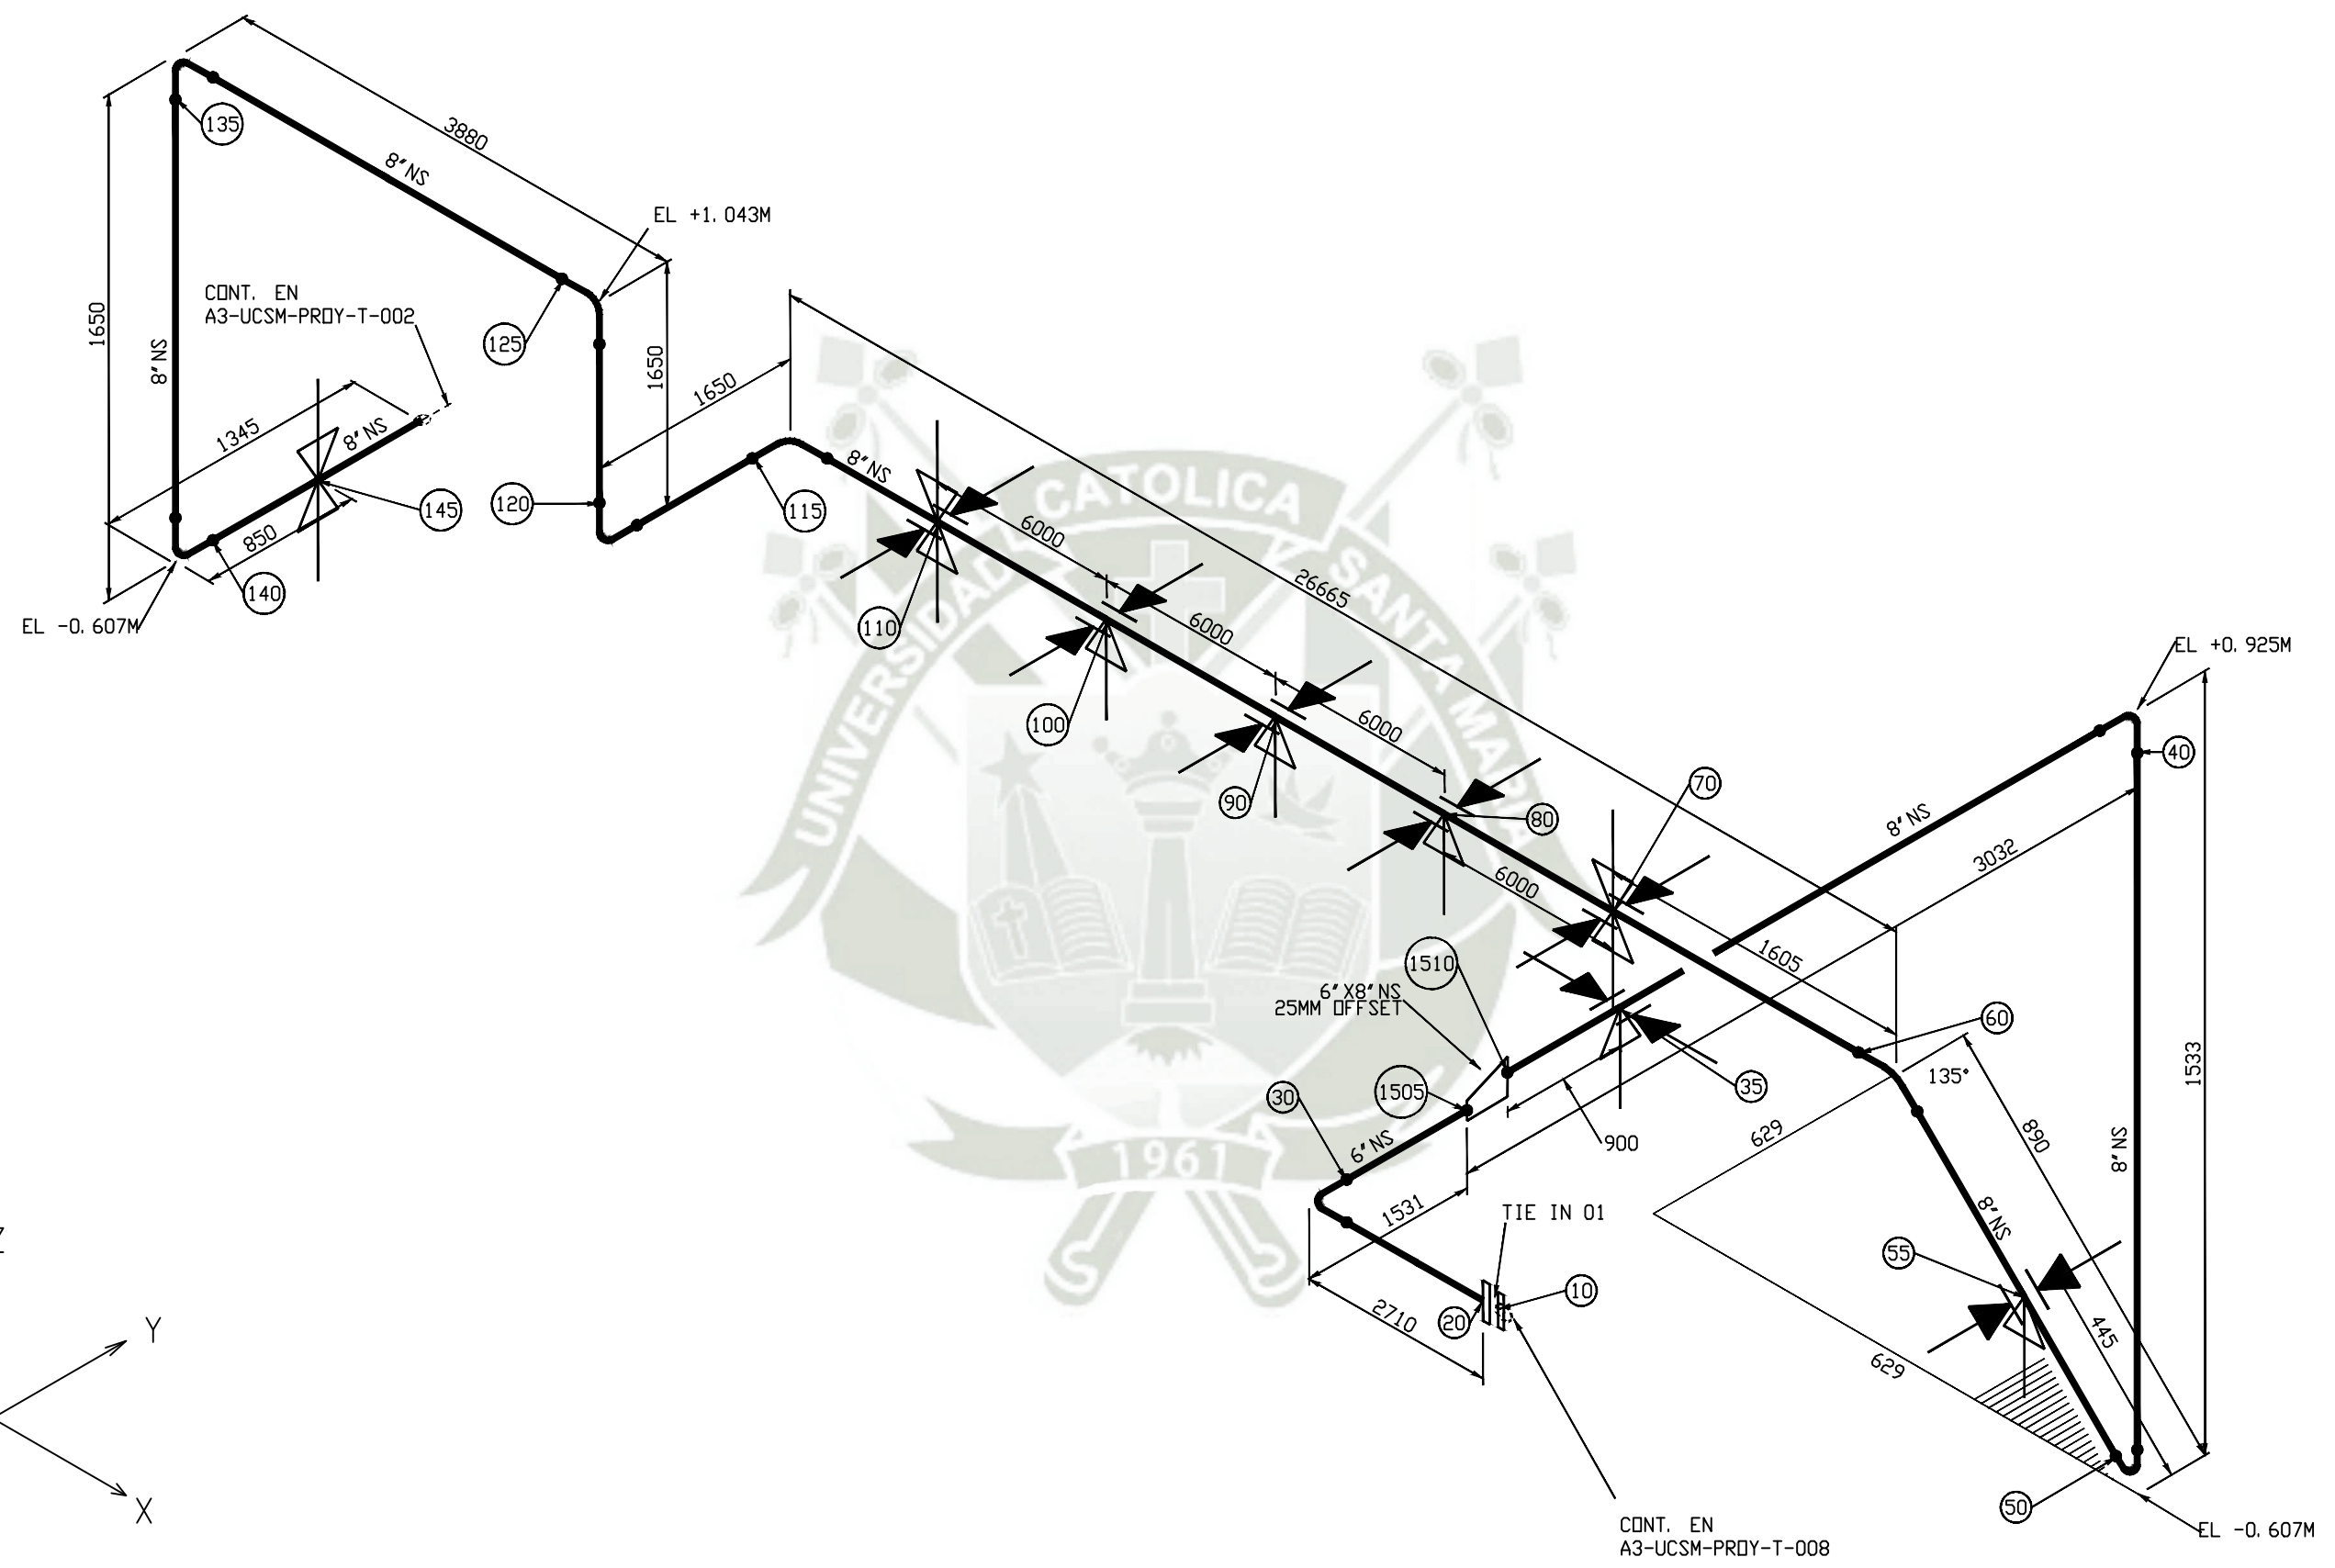 3880
135
8"NS
EL +1.043M
CONT. EN
A3-UCSM-PROY-T-002
1650
8"NS
125
1650
1650
1345
8"NS
145
850
140
EL -0.607M
120
115
8"NS
6000
110
6000
100
26665
6000
90
80
70
6000
EL +0.925M
40
8"NS
3032
1605
1510
6"X8"NS
25MM OFFSET
60
135°
1533
35
1505
30
900
629
890
6"NS
8"NS
1531
TIE IN 01
8"NS
55
10
20
2710
445
629
50
EL -0.607M
CONT. EN
A3-UCSM-PROY-T-008
Z
Y
X
UNIVERSIDAD CATOLICA SANTA MARIA
1961